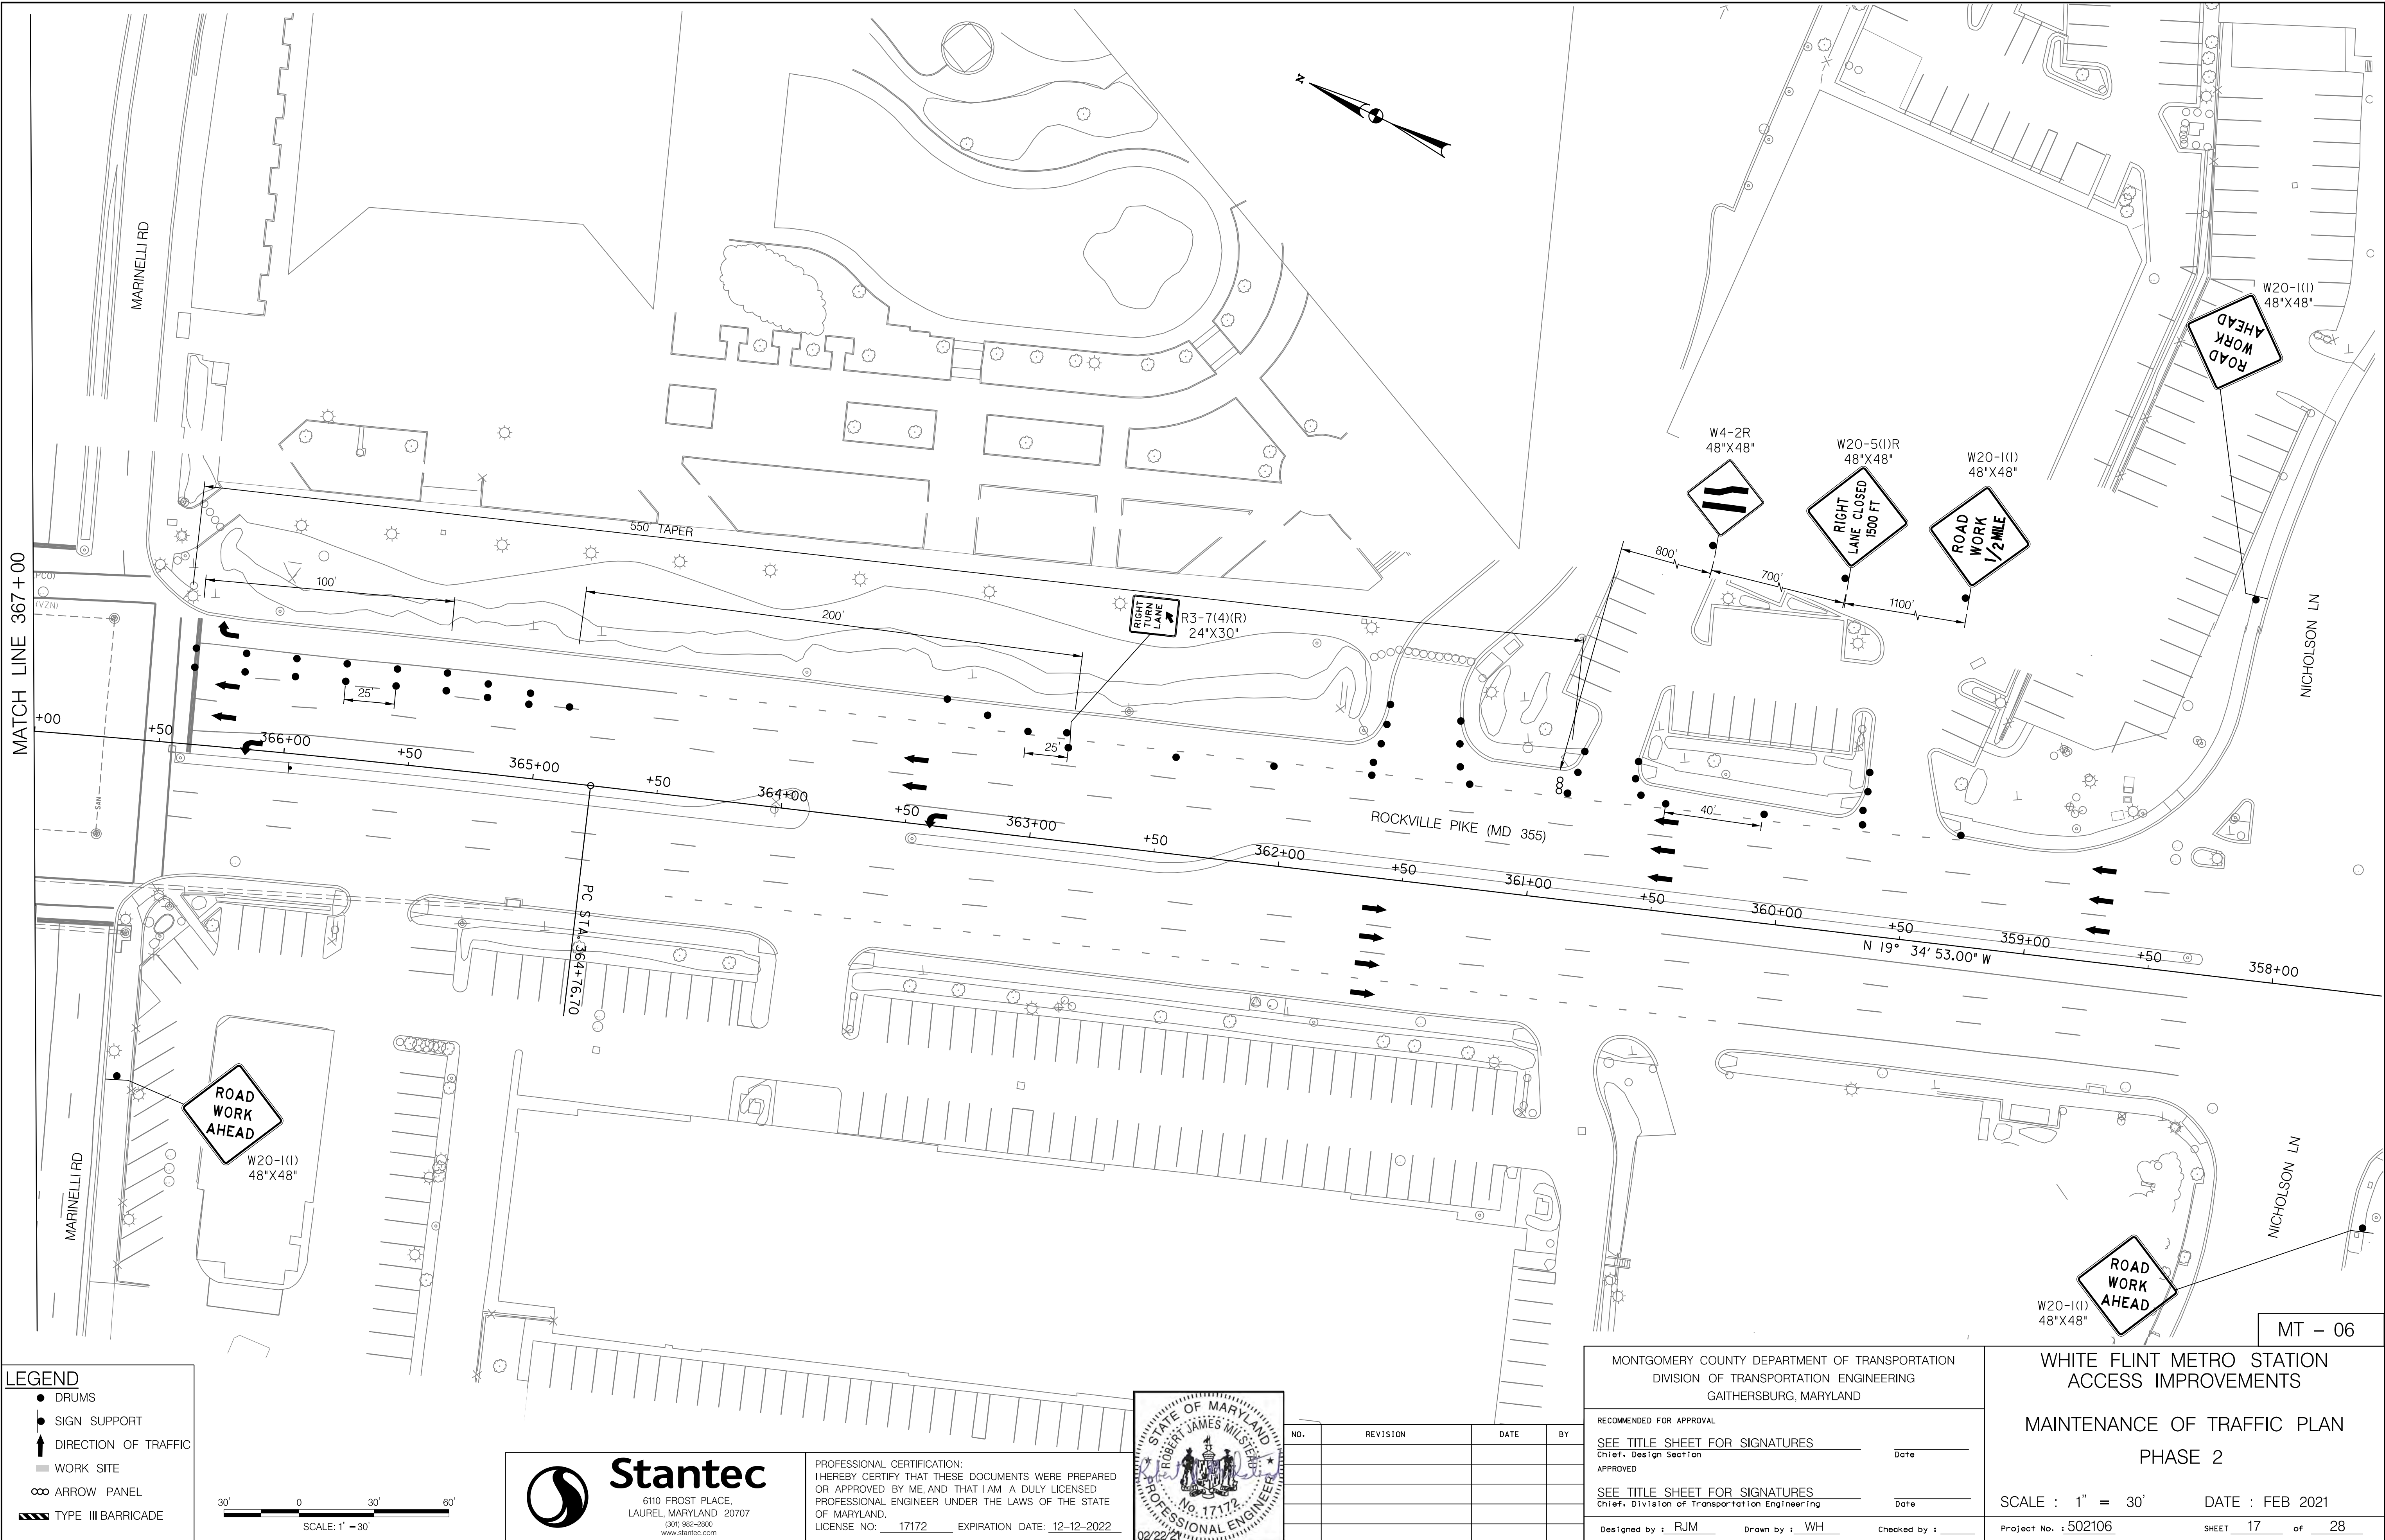 MATCH LINE 367+00
MARINELLI RD
N
W20-1(1)
48"X48"
ROAD
WORK
AHEAD
W4-2R
48"X48"
W20-5(1)R
48"X48"
RIGHT
LANE CLOSED
1500 FT
W20-1(1)
48"X48"
ROAD
WORK
1/2 MILE
800'
700'
1100'
NICHOLSON LN
550' TAPER
100'
200'
RIGHT
TURN
LANE
R3-7(4)(R)
24"X30"
(VZN)
25'
25'
40'
+00
+50
366+00
+50
365+00
+50
364+00
+50
363+00
+50
362+00
+50
361+00
+50
360+00
+50
359+00
+50
358+00
ROCKVILLE PIKE (MD 355)
N 19° 34' 53.00" W
PC STA. 364+76.70
SAN
ROAD
WORK
AHEAD
W20-1(1)
48"X48"
MARINELLI RD
NICHOLSON LN
ROAD
WORK
AHEAD
W20-1(1)
48"X48"
MT - 06
LEGEND
DRUMS
SIGN SUPPORT
DIRECTION OF TRAFFIC
WORK SITE
ARROW PANEL
TYPE III BARRICADE
30' 0 30' 60'
SCALE: 1" = 30'
Stantec
6110 FROST PLACE,
LAUREL, MARYLAND 20707
(301) 982-2800
www.stantec.com
PROFESSIONAL CERTIFICATION:
I HEREBY CERTIFY THAT THESE DOCUMENTS WERE PREPARED
OR APPROVED BY ME, AND THAT I AM A DULY LICENSED
PROFESSIONAL ENGINEER UNDER THE LAWS OF THE STATE
OF MARYLAND.
LICENSE NO: 17172 EXPIRATION DATE: 12-12-2022
STATE OF MARYLAND
ROBERT JAMES MILSTEAD
No. 17172
PROFESSIONAL ENGINEER
02/22/21
NO. REVISION DATE BY
MONTGOMERY COUNTY DEPARTMENT OF TRANSPORTATION
DIVISION OF TRANSPORTATION ENGINEERING
GAITHERSBURG, MARYLAND
RECOMMENDED FOR APPROVAL
SEE TITLE SHEET FOR SIGNATURES
Chief, Design Section Date
APPROVED
SEE TITLE SHEET FOR SIGNATURES
Chief, Division of Transportation Engineering Date
Designed by : RJM Drawn by : WH Checked by :
WHITE FLINT METRO STATION
ACCESS IMPROVEMENTS
MAINTENANCE OF TRAFFIC PLAN
PHASE 2
SCALE : 1" = 30' DATE : FEB 2021
Project No. : 502106 SHEET 17 of 28